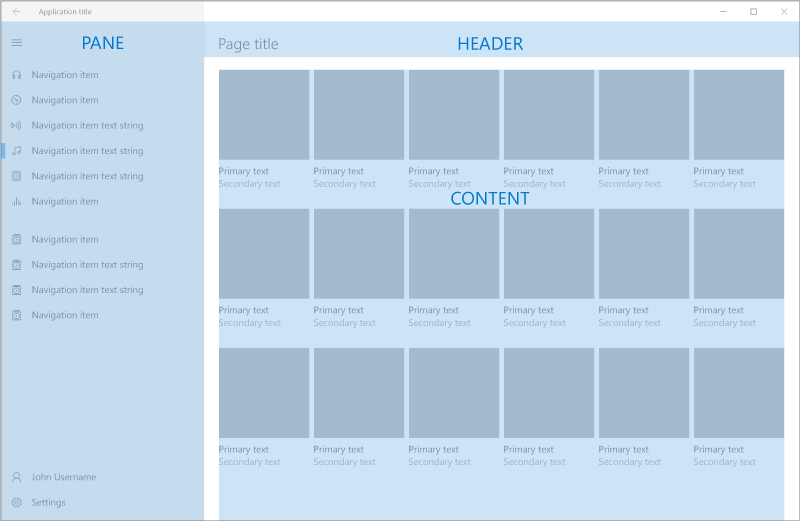 Application title
PANE
Navigation item
Navigation item
Navigation item text string
Navigation item text string
Navigation item text string
Navigation item
Navigation item
Navigation item text string
Navigation item text string
Navigation item
John Username
Settings
Page title
HEADER
Primary text Primary text Primary text Primary text Primary text Primary text
Secondary text Secondary text Secondary text Secondary text Secondary text Secondary text
CONTENT
Primary text Primary text Primary text Primary text Primary text Primary text
Secondary text Secondary text Secondary text Secondary text Secondary text Secondary text
Primary text Primary text Primary text Primary text Primary text Primary text
Secondary text Secondary text Secondary text Secondary text Secondary text Secondary text